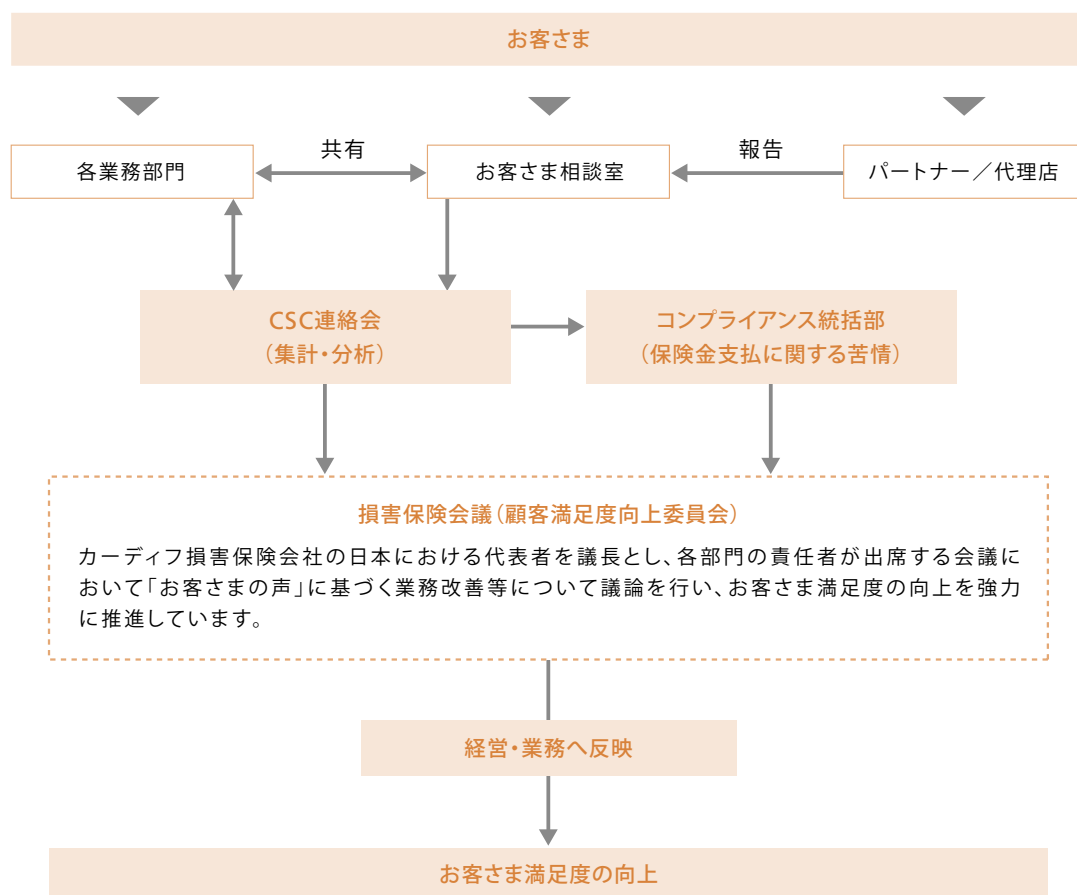 お客さま
共有
報告
各業務部門
お客さま相談室
パートナー／代理店
CSC連絡会
（集計・分析）
コンプライアンス統括部
（保険金支払に関する苦情）
損害保険会議（顧客満足度向上委員会）
カーディフ損害保険会社の日本における代表者を議長とし、各部門の責任者が出席する会議に
おいて「お客さまの声」に基づく業務改善等について議論を行い、お客さま満足度の向上を強力
に推進しています。
経営・業務へ反映
お客さま満足度の向上